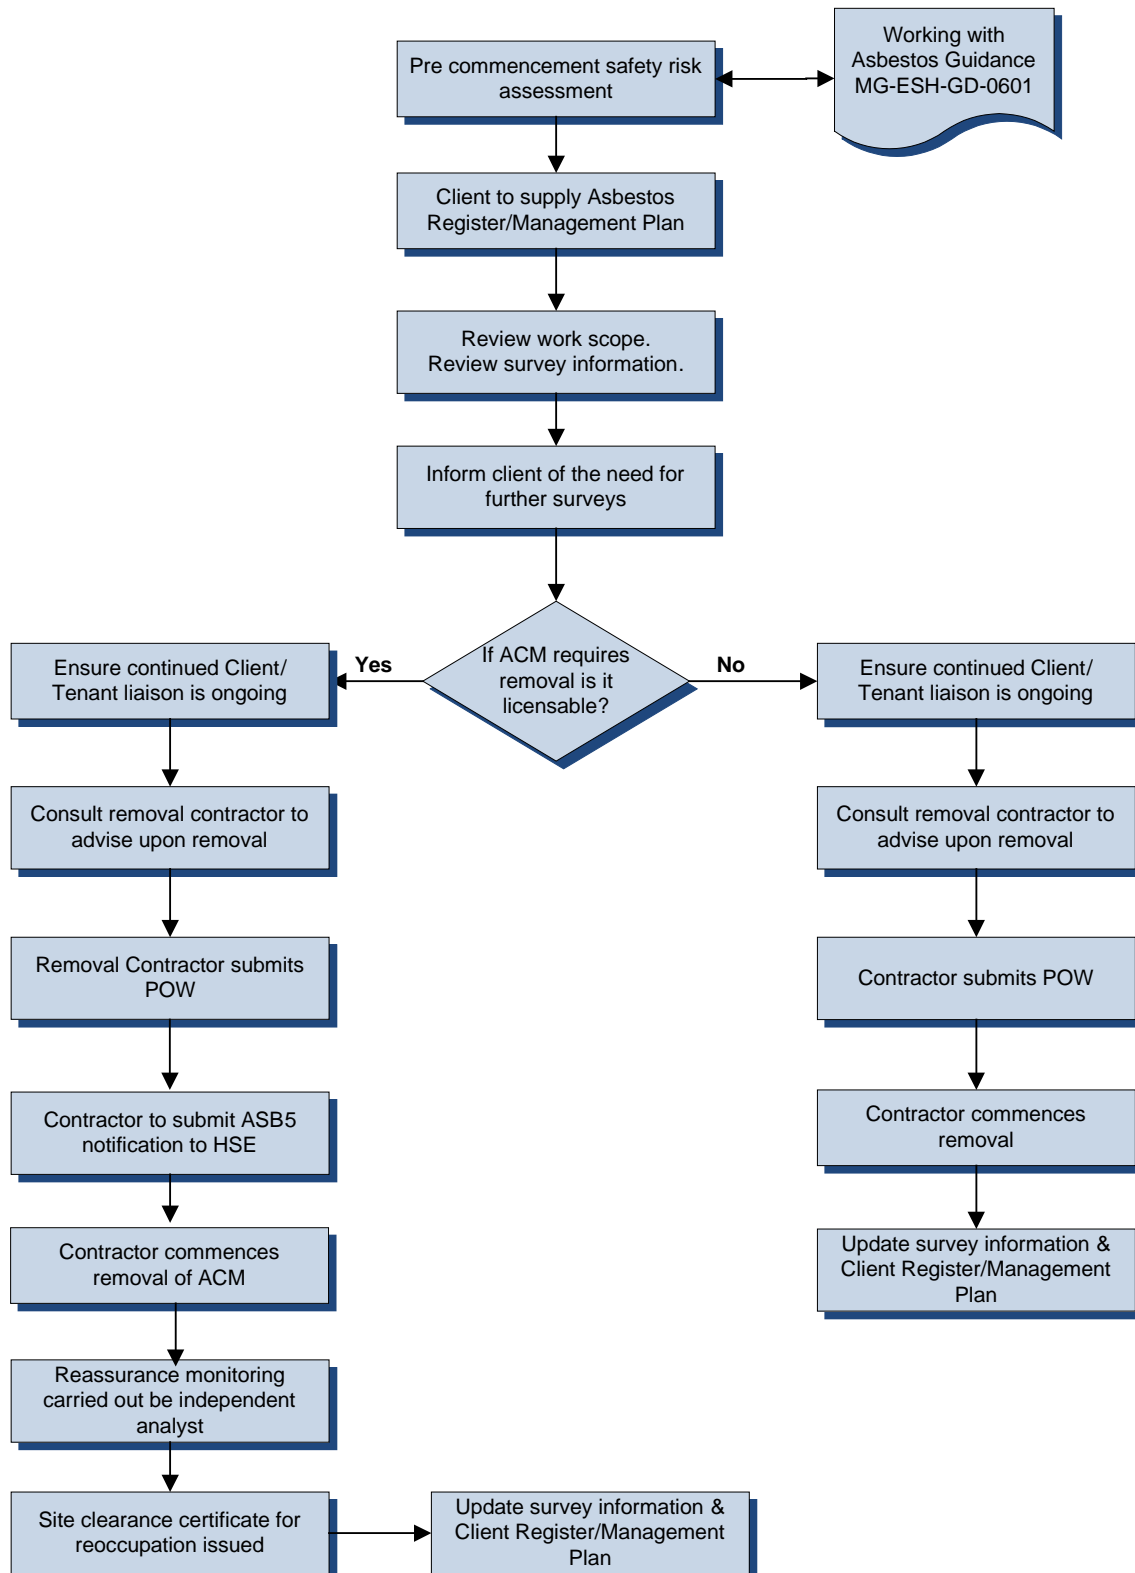 Pre commencement safety risk
assessment
Working with
Asbestos Guidance
MG-ESH-GD-0601
Client to supply Asbestos
Register/Management Plan
Review work scope.
Review survey information.
Inform client of the need for
further surveys
If ACM requires
removal is it
licensable?
Yes
No
Ensure continued Client/
Tenant liaison is ongoing
Consult removal contractor to
advise upon removal
Removal Contractor submits
POW
Contractor to submit ASB5
notification to HSE
Contractor commences
removal of ACM
Reassurance monitoring
carried out be independent
analyst
Site clearance certificate for
reoccupation issued
Update survey information &
Client Register/Management
Plan
Ensure continued Client/
Tenant liaison is ongoing
Consult removal contractor to
advise upon removal
Contractor submits POW
Contractor commences
removal
Update survey information &
Client Register/Management
Plan